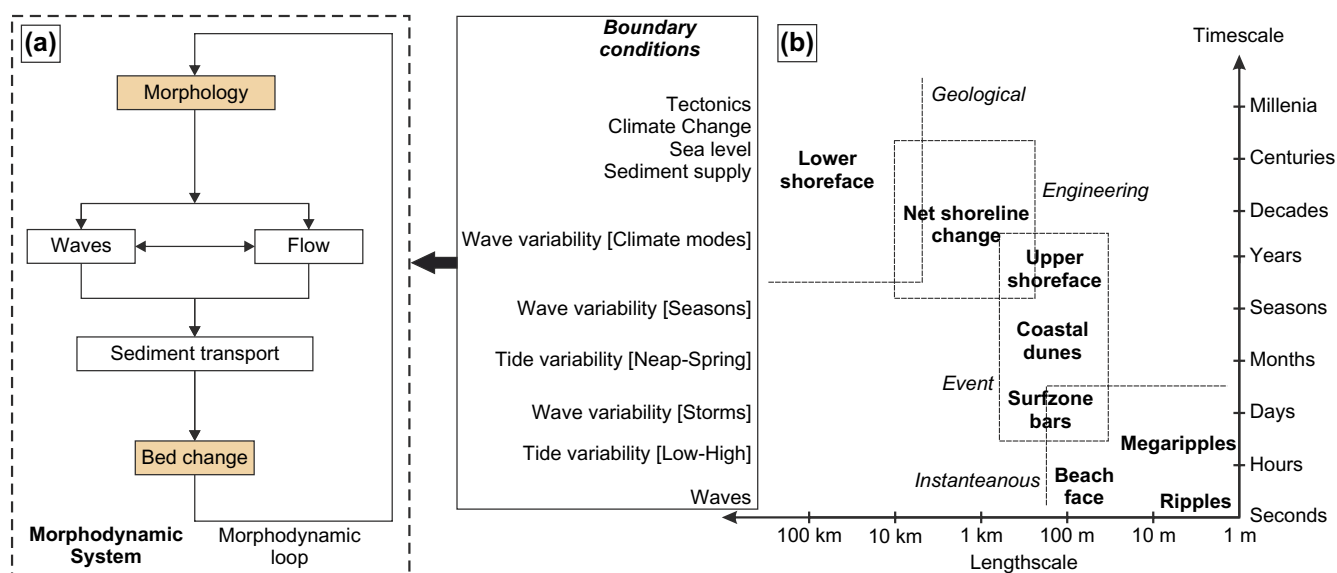 (a)
Morphology
Waves
Flow
Sediment transport
Bed change
Morphodynamic
System
Morphodynamic
loop
Boundary
conditions
Tectonics
Climate Change
Sea level
Sediment supply
Wave variability [Climate modes]
Wave variability [Seasons]
Tide variability [Neap-Spring]
Wave variability [Storms]
Tide variability [Low-High]
Waves
(b)
Timescale
Geological
Millenia
Lower
shoreface
Centuries
Engineering
Net shoreline
change
Decades
Upper
shoreface
Years
Seasons
Coastal
dunes
Months
Event
Surfzone
bars
Days
Megaripples
Instanteanous
Beach
face
Hours
Ripples
Seconds
100 km
10 km
1 km
100 m
10 m
1 m
Lengthscale